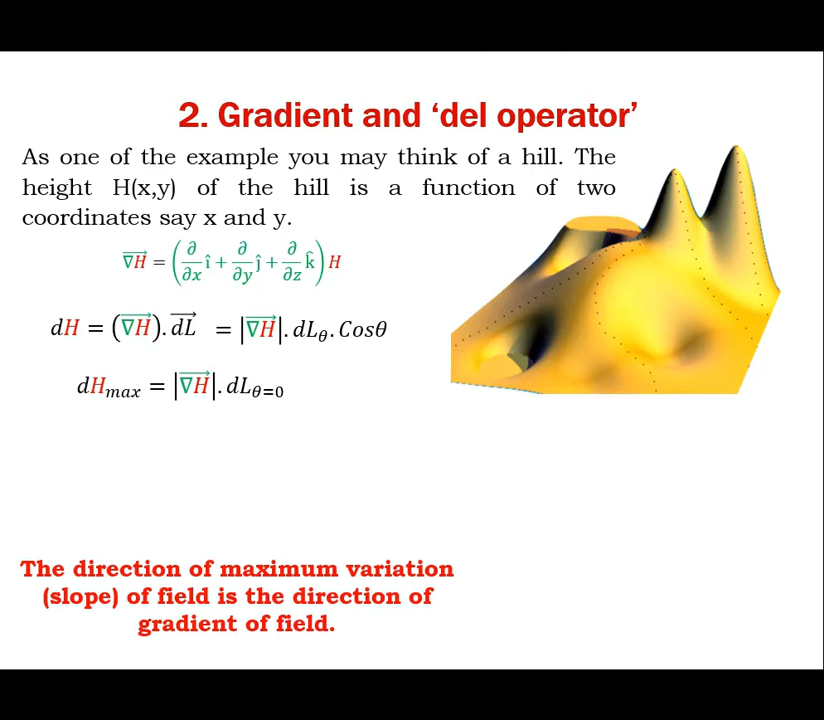 2. Gradient and ‘del operator’
As one of the example you may think of a hill. The
height H(x,y) of the hill is a function of two
coordinates say x and y.
∇H⃗ = (∂/∂x î + ∂/∂y ĵ + ∂/∂z k̂) H
dH = (∇H⃗). dL⃗ = |∇H⃗|. dL_θ. Cosθ
dH_max = |∇H⃗|. dL_θ=0
The direction of maximum variation
(slope) of field is the direction of
gradient of field.